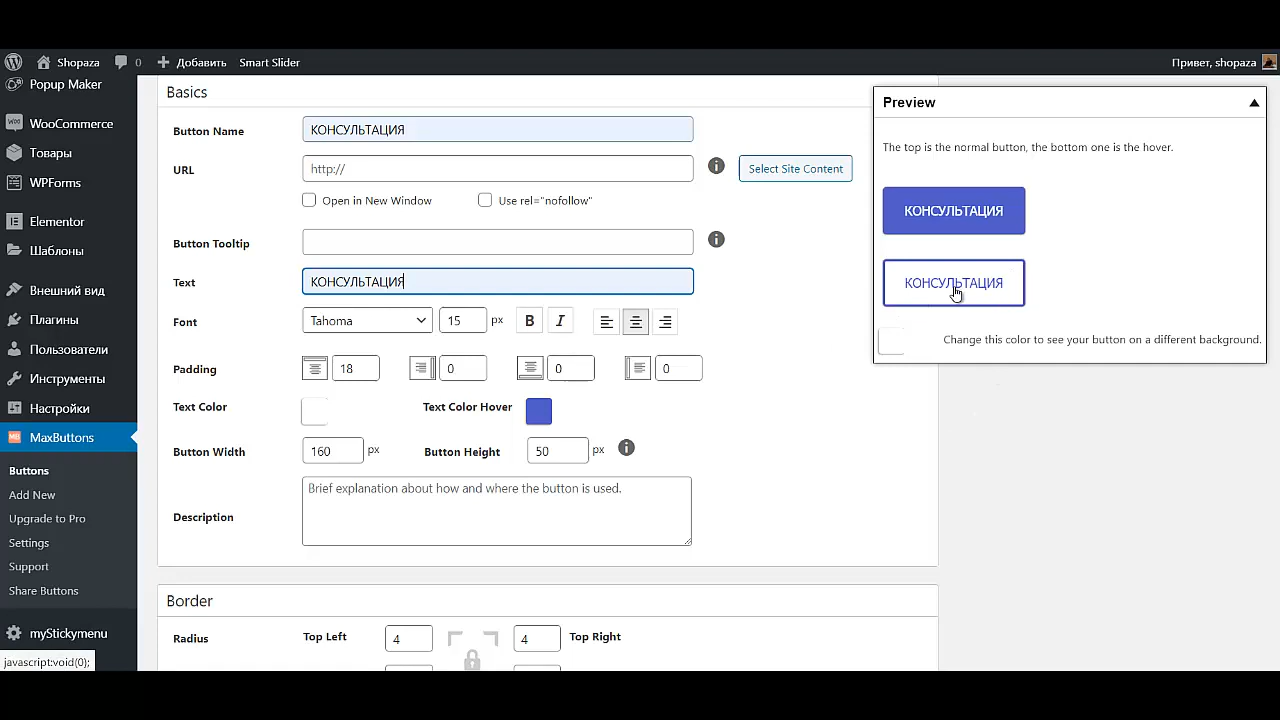 Shopaza
0
Добавить
Smart Slider
Привет, shopaza
Popup Maker
WooCommerce
Товары
WPForms
Elementor
Шаблоны
Внешний вид
Плагины
Пользователи
Инструменты
Настройки
MaxButtons
Buttons
Add New
Upgrade to Pro
Settings
Support
Share Buttons
myStickymenu
javascript:void(0);
Basics
Button Name
КОНСУЛЬТАЦИЯ
URL
http://
Select Site Content
Open in New Window
Use rel="nofollow"
Button Tooltip
Text
КОНСУЛЬТАЦИЯ
Font
Tahoma
15
px
B
I
Padding
18
0
0
0
Text Color
Text Color Hover
Button Width
160
px
Button Height
50
px
Description
Brief explanation about how and where the button is used.
Border
Radius
Top Left
4
4
Top Right
Preview
The top is the normal button, the bottom one is the hover.
КОНСУЛЬТАЦИЯ
КОНСУЛЬТАЦИЯ
Change this color to see your button on a different background.